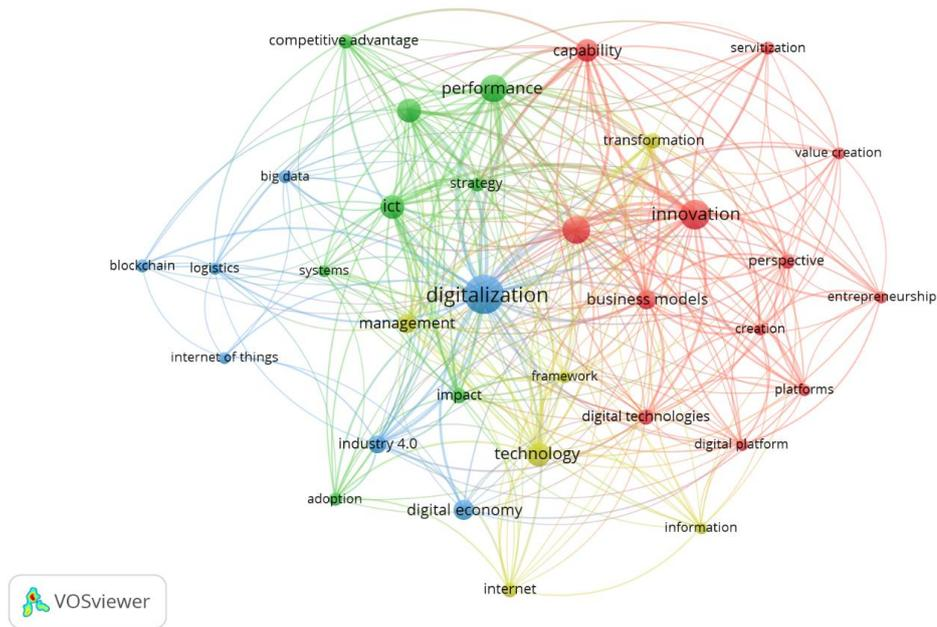 competitive advantage
capability
servitization
performance
transformation
value creation
big data
strategy
ict
innovation
blockchain
logistics
systems
perspective
digitalization
business models
entrepreneurship
management
creation
internet of things
framework
impact
platforms
digital technologies
industry 4.0
technology
digital platform
adoption
digital economy
information
internet
VOSviewer